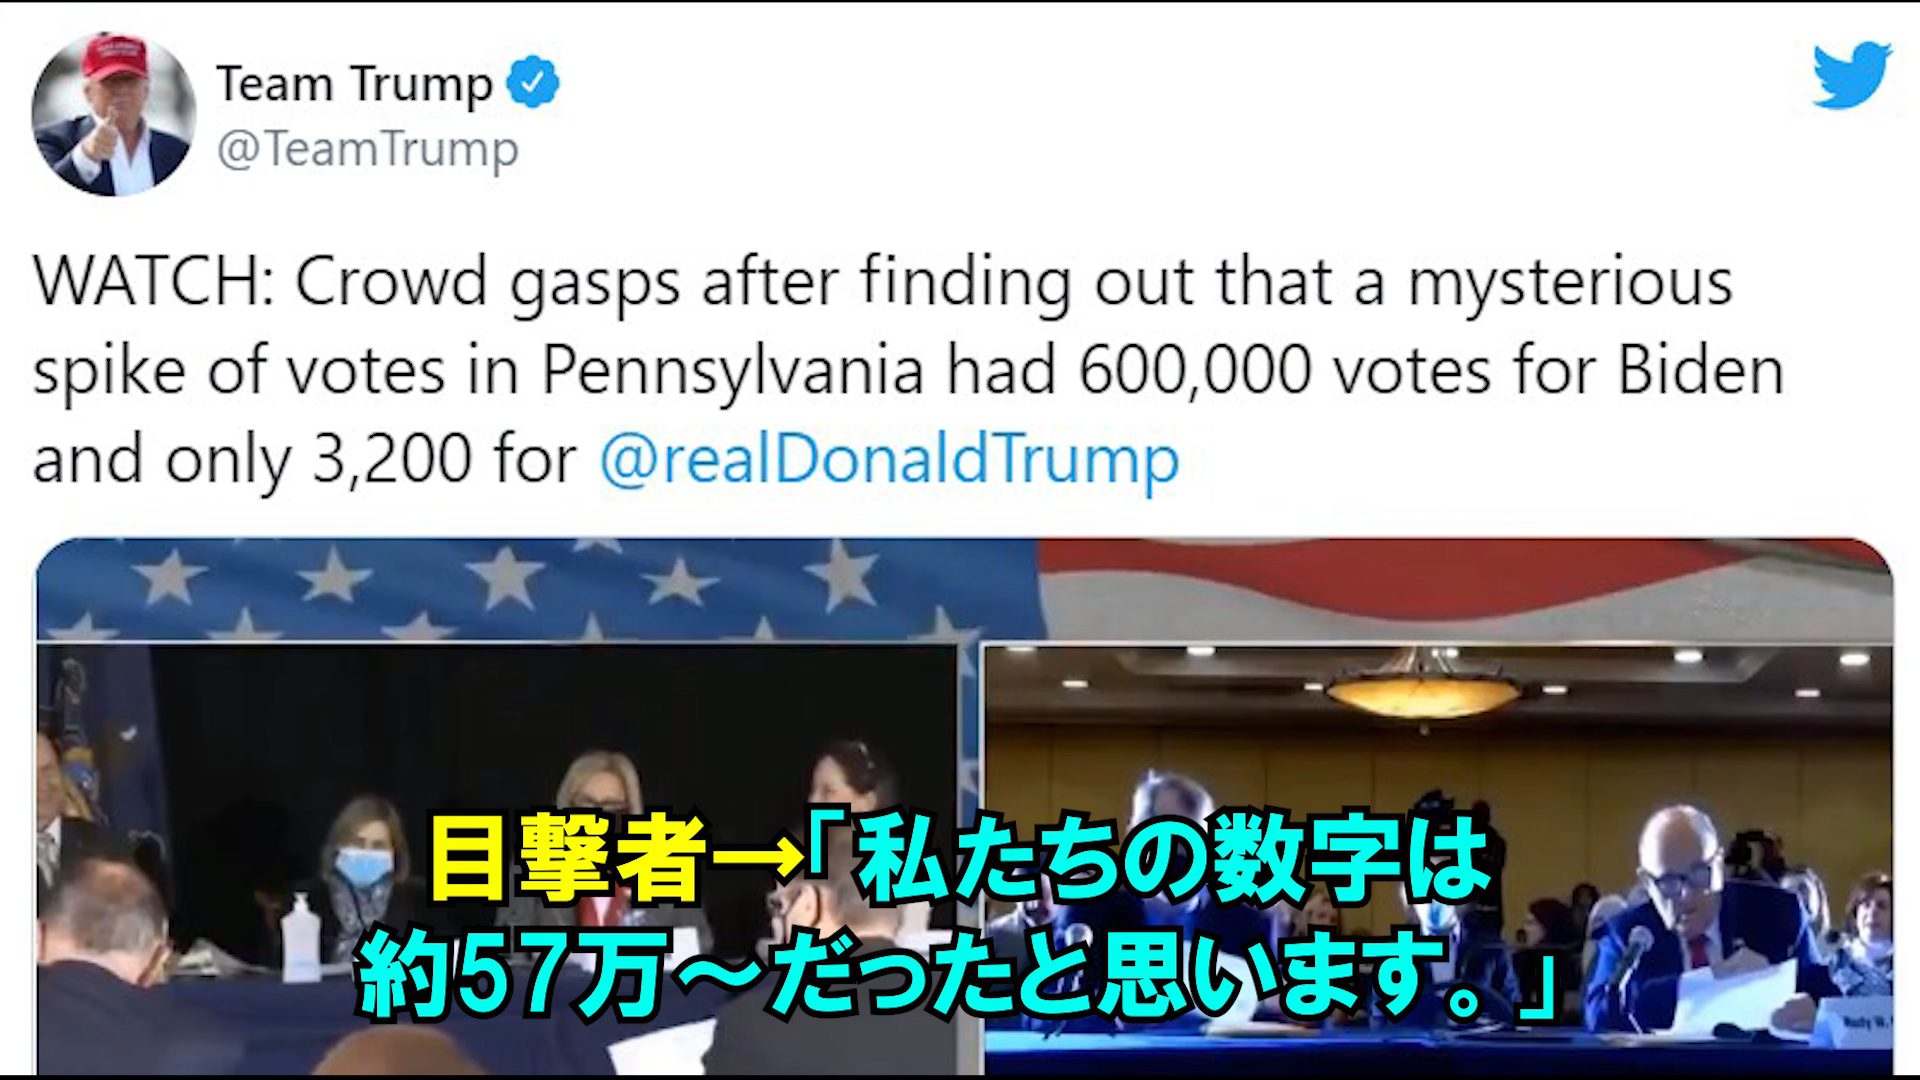 Team Trump
@TeamTrump
WATCH: Crowd gasps after finding out that a mysterious
spike of votes in Pennsylvania had 600,000 votes for Biden
and only 3,200 for @realDonaldTrump
目撃者→「私たちの数字は
約57万～だったと思います。」